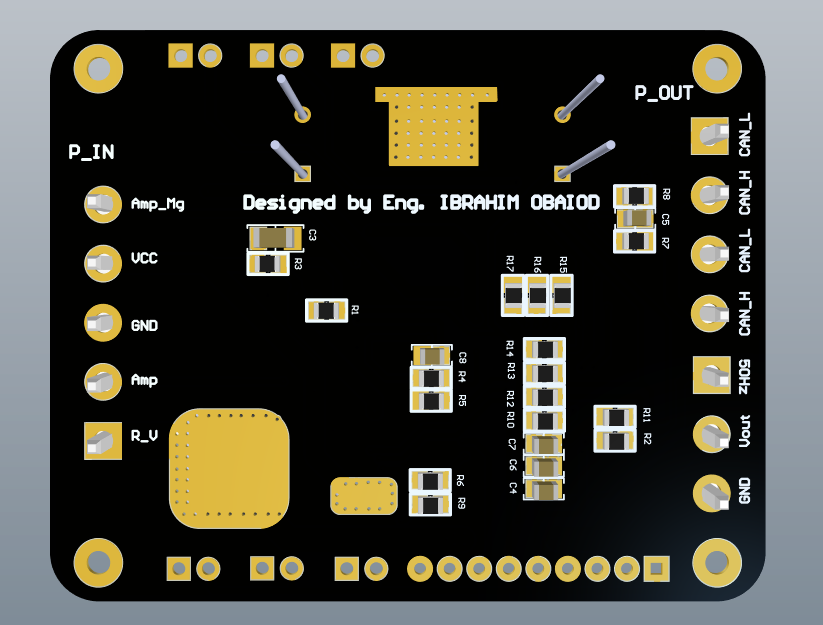 P_IN
Amp_Mg
VCC
GND
Amp
R_V
Designed by Eng. IBRAHIM OBAIOD
P_OUT
CAN_L
CAN_H
CAN_L
CAN_H
50Hz
Vout
GND
C3
R3
R1
R8
C5
R7
R17
R16
R15
C8
R4
R5
R14
R13
R12
R10
C7
C6
C4
R11
R2
R6
R9